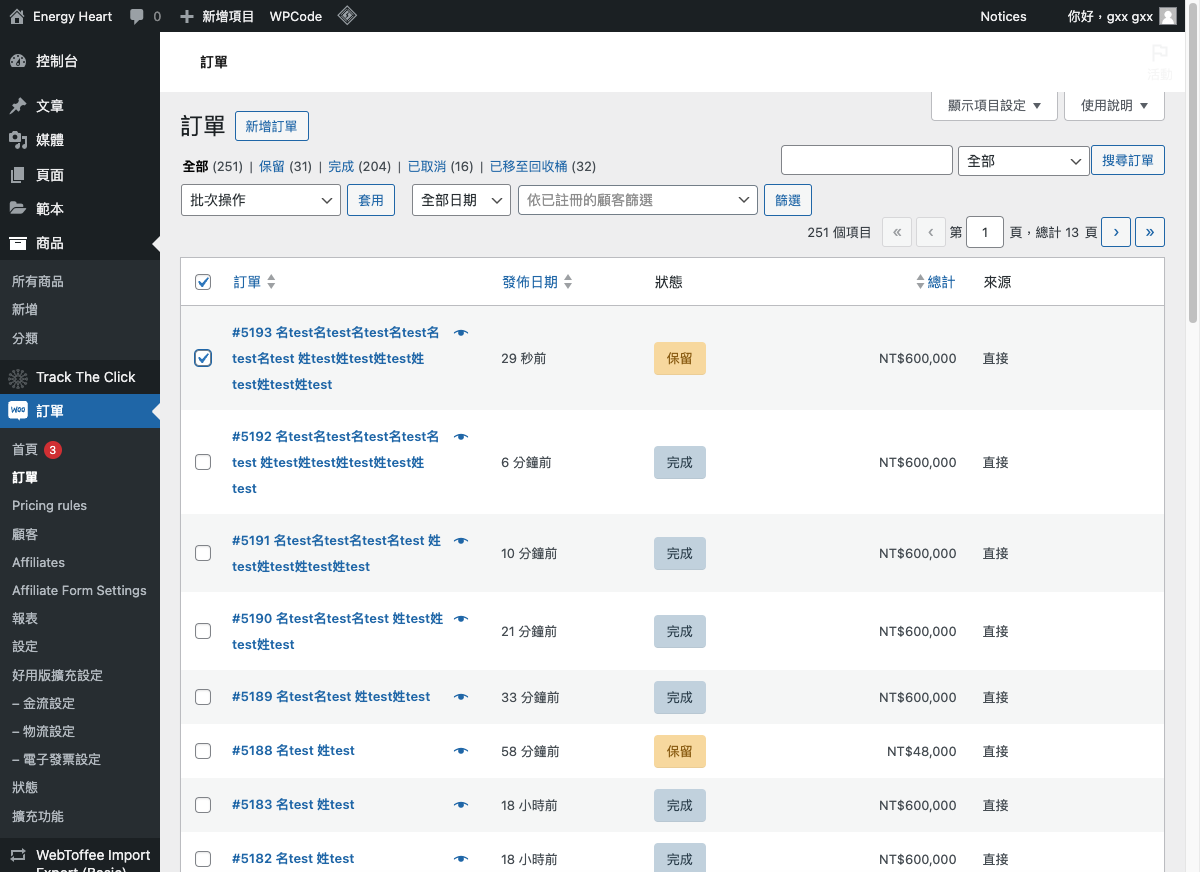 Energy Heart 0 新增項目 WPCode Notices 你好，gxx gxx
控制台
文章
媒體
頁面
範本
商品
所有商品
新增
分類
Track The Click
訂單
首頁 3
訂單
Pricing rules
顧客
Affiliates
Affiliate Form Settings
報表
設定
好用版擴充設定
– 金流設定
– 物流設定
– 電子發票設定
狀態
擴充功能
WebToffee Import
Export (Basic)
訂單
活動
顯示項目設定 ▼ 使用說明 ▼
訂單 新增訂單
全部 (251) | 保留 (31) | 完成 (204) | 已取消 (16) | 已移至回收桶 (32)
全部 搜尋訂單
批次操作 套用 全部日期 依已註冊的顧客篩選 篩選
251 個項目 « ‹ 第 1 頁，總計 13 頁 › »
訂單 發佈日期 狀態 總計 來源
#5193 名test名test名test名test名
test名test 姓test姓test姓test姓
test姓test姓test
29 秒前 保留 NT$600,000 直接
#5192 名test名test名test名test名
test 姓test姓test姓test姓test姓
test
6 分鐘前 完成 NT$600,000 直接
#5191 名test名test名test名test 姓
test姓test姓test姓test
10 分鐘前 完成 NT$600,000 直接
#5190 名test名test名test 姓test姓
test姓test
21 分鐘前 完成 NT$600,000 直接
#5189 名test名test 姓test姓test 33 分鐘前 完成 NT$600,000 直接
#5188 名test 姓test 58 分鐘前 保留 NT$48,000 直接
#5183 名test 姓test 18 小時前 完成 NT$600,000 直接
#5182 名test 姓test 18 小時前 完成 NT$600,000 直接